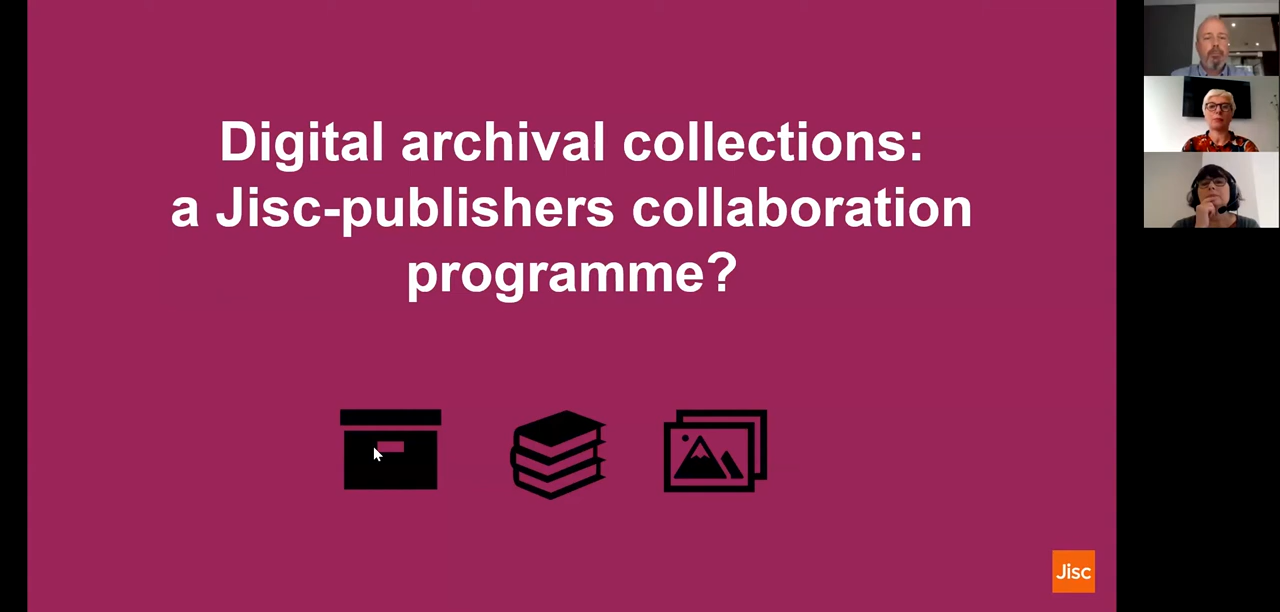 Digital archival collections:
a Jisc-publishers collaboration
programme?
Jisc